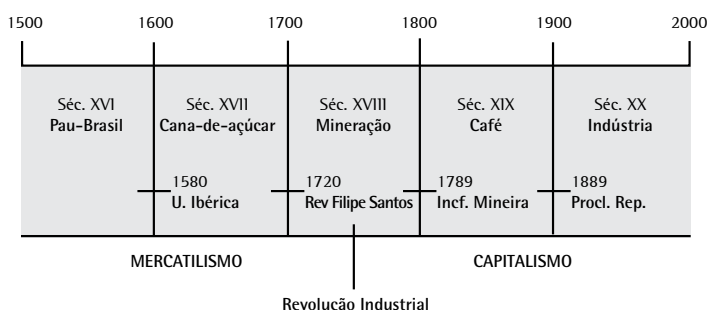 1500 1600 1700 1800 1900 2000
Séc. XVI Séc. XVII Séc. XVIII Séc. XIX Séc. XX
Pau-Brasil Cana-de-açúcar Mineração Café Indústria
1580 1720 1789 1889
U. Ibérica Rev Filipe Santos Incf. Mineira Procl. Rep.
MERCATILISMO CAPITALISMO
Revolução Industrial